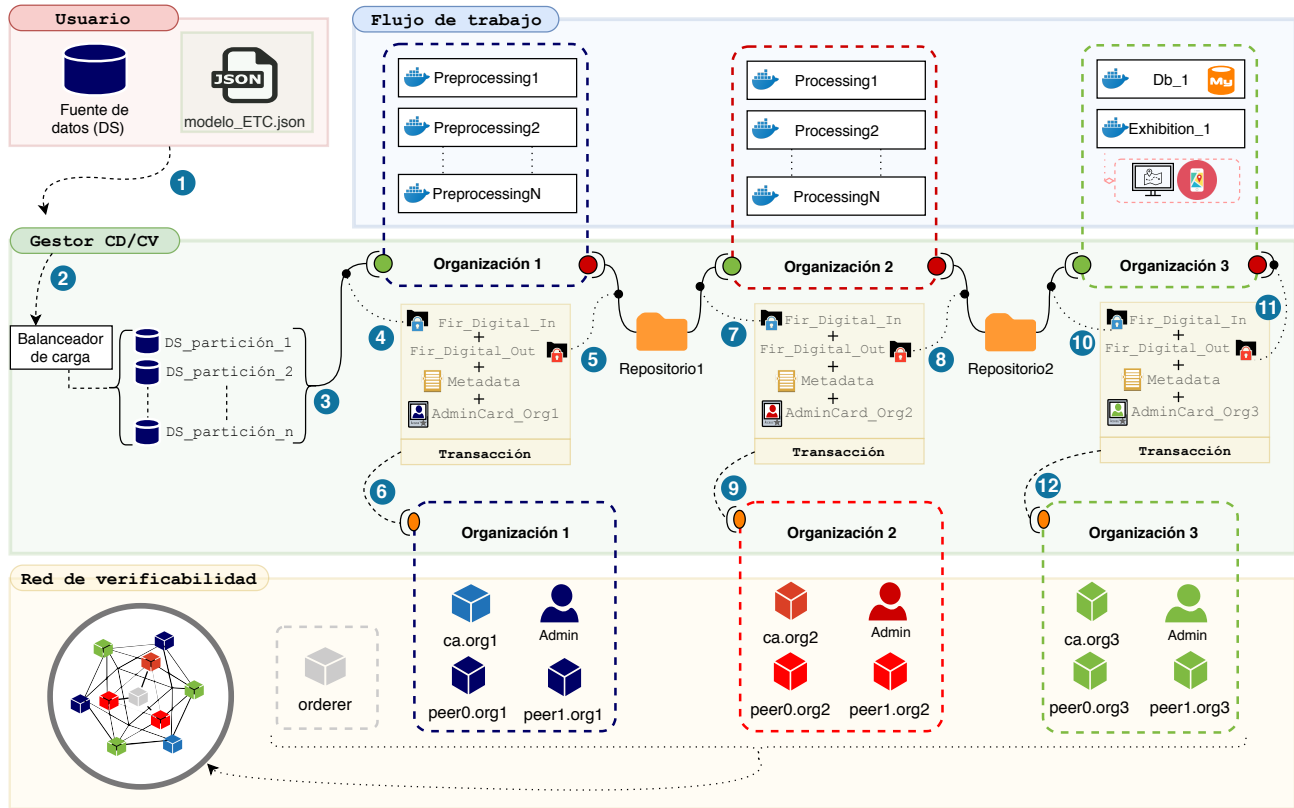 Usuario
Fuente de
datos (DS)
JSON
modelo_ETC.json
1
Flujo de trabajo
Preprocessing1
Preprocessing2
PreprocessingN
Processing1
Processing2
ProcessingN
Db_1
My
Exhibition_1
Gestor CD/CV
2
Balanceador
de carga
DS_partición_1
DS_partición_2
DS_partición_n
3
Organización 1
4
Fir_Digital_In
+
Fir_Digital_Out
+
Metadata
+
AdminCard_Org1
Transacción
5
6
Repositorio1
Organización 2
7
Fir_Digital_In
+
Fir_Digital_Out
+
Metadata
+
AdminCard_Org2
Transacción
8
9
Repositorio2
Organización 3
10
Fir_Digital_In
+
Fir_Digital_Out
+
Metadata
+
AdminCard_Org3
Transacción
11
12
Organización 1
Organización 2
Organización 3
Red de verificabilidad
orderer
ca.org1
Admin
peer0.org1
peer1.org1
ca.org2
Admin
peer0.org2
peer1.org2
ca.org3
Admin
peer0.org3
peer1.org3